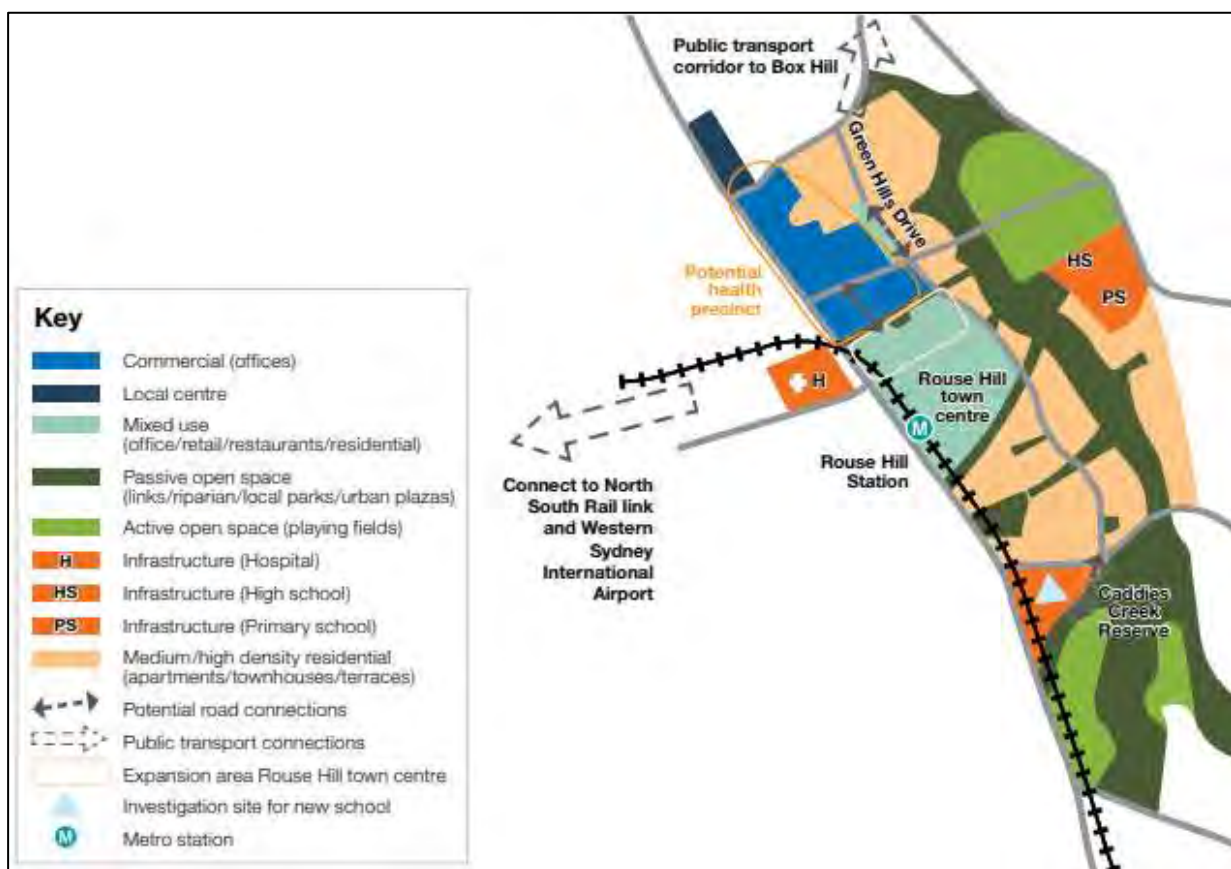 Public transport
corridor to Box Hill
Green Hills Drive
HS
PS
Potential
health
precinct
H
Rouse Hill
town
centre
M
Rouse Hill
Station
Connect to North
South Rail link
and Western
Sydney
International
Airport
Caddies
Creek
Reserve
Key
Commercial (offices)
Local centre
Mixed use
(office/retail/restaurants/residential)
Passive open space
(links/riparian/local parks/urban plazas)
Active open space (playing fields)
H Infrastructure (Hospital)
HS Infrastructure (High school)
PS Infrastructure (Primary school)
Medium/high density residential
(apartments/townhouses/terraces)
Potential road connections
Public transport connections
Expansion area Rouse Hill town centre
Investigation site for new school
M Metro station